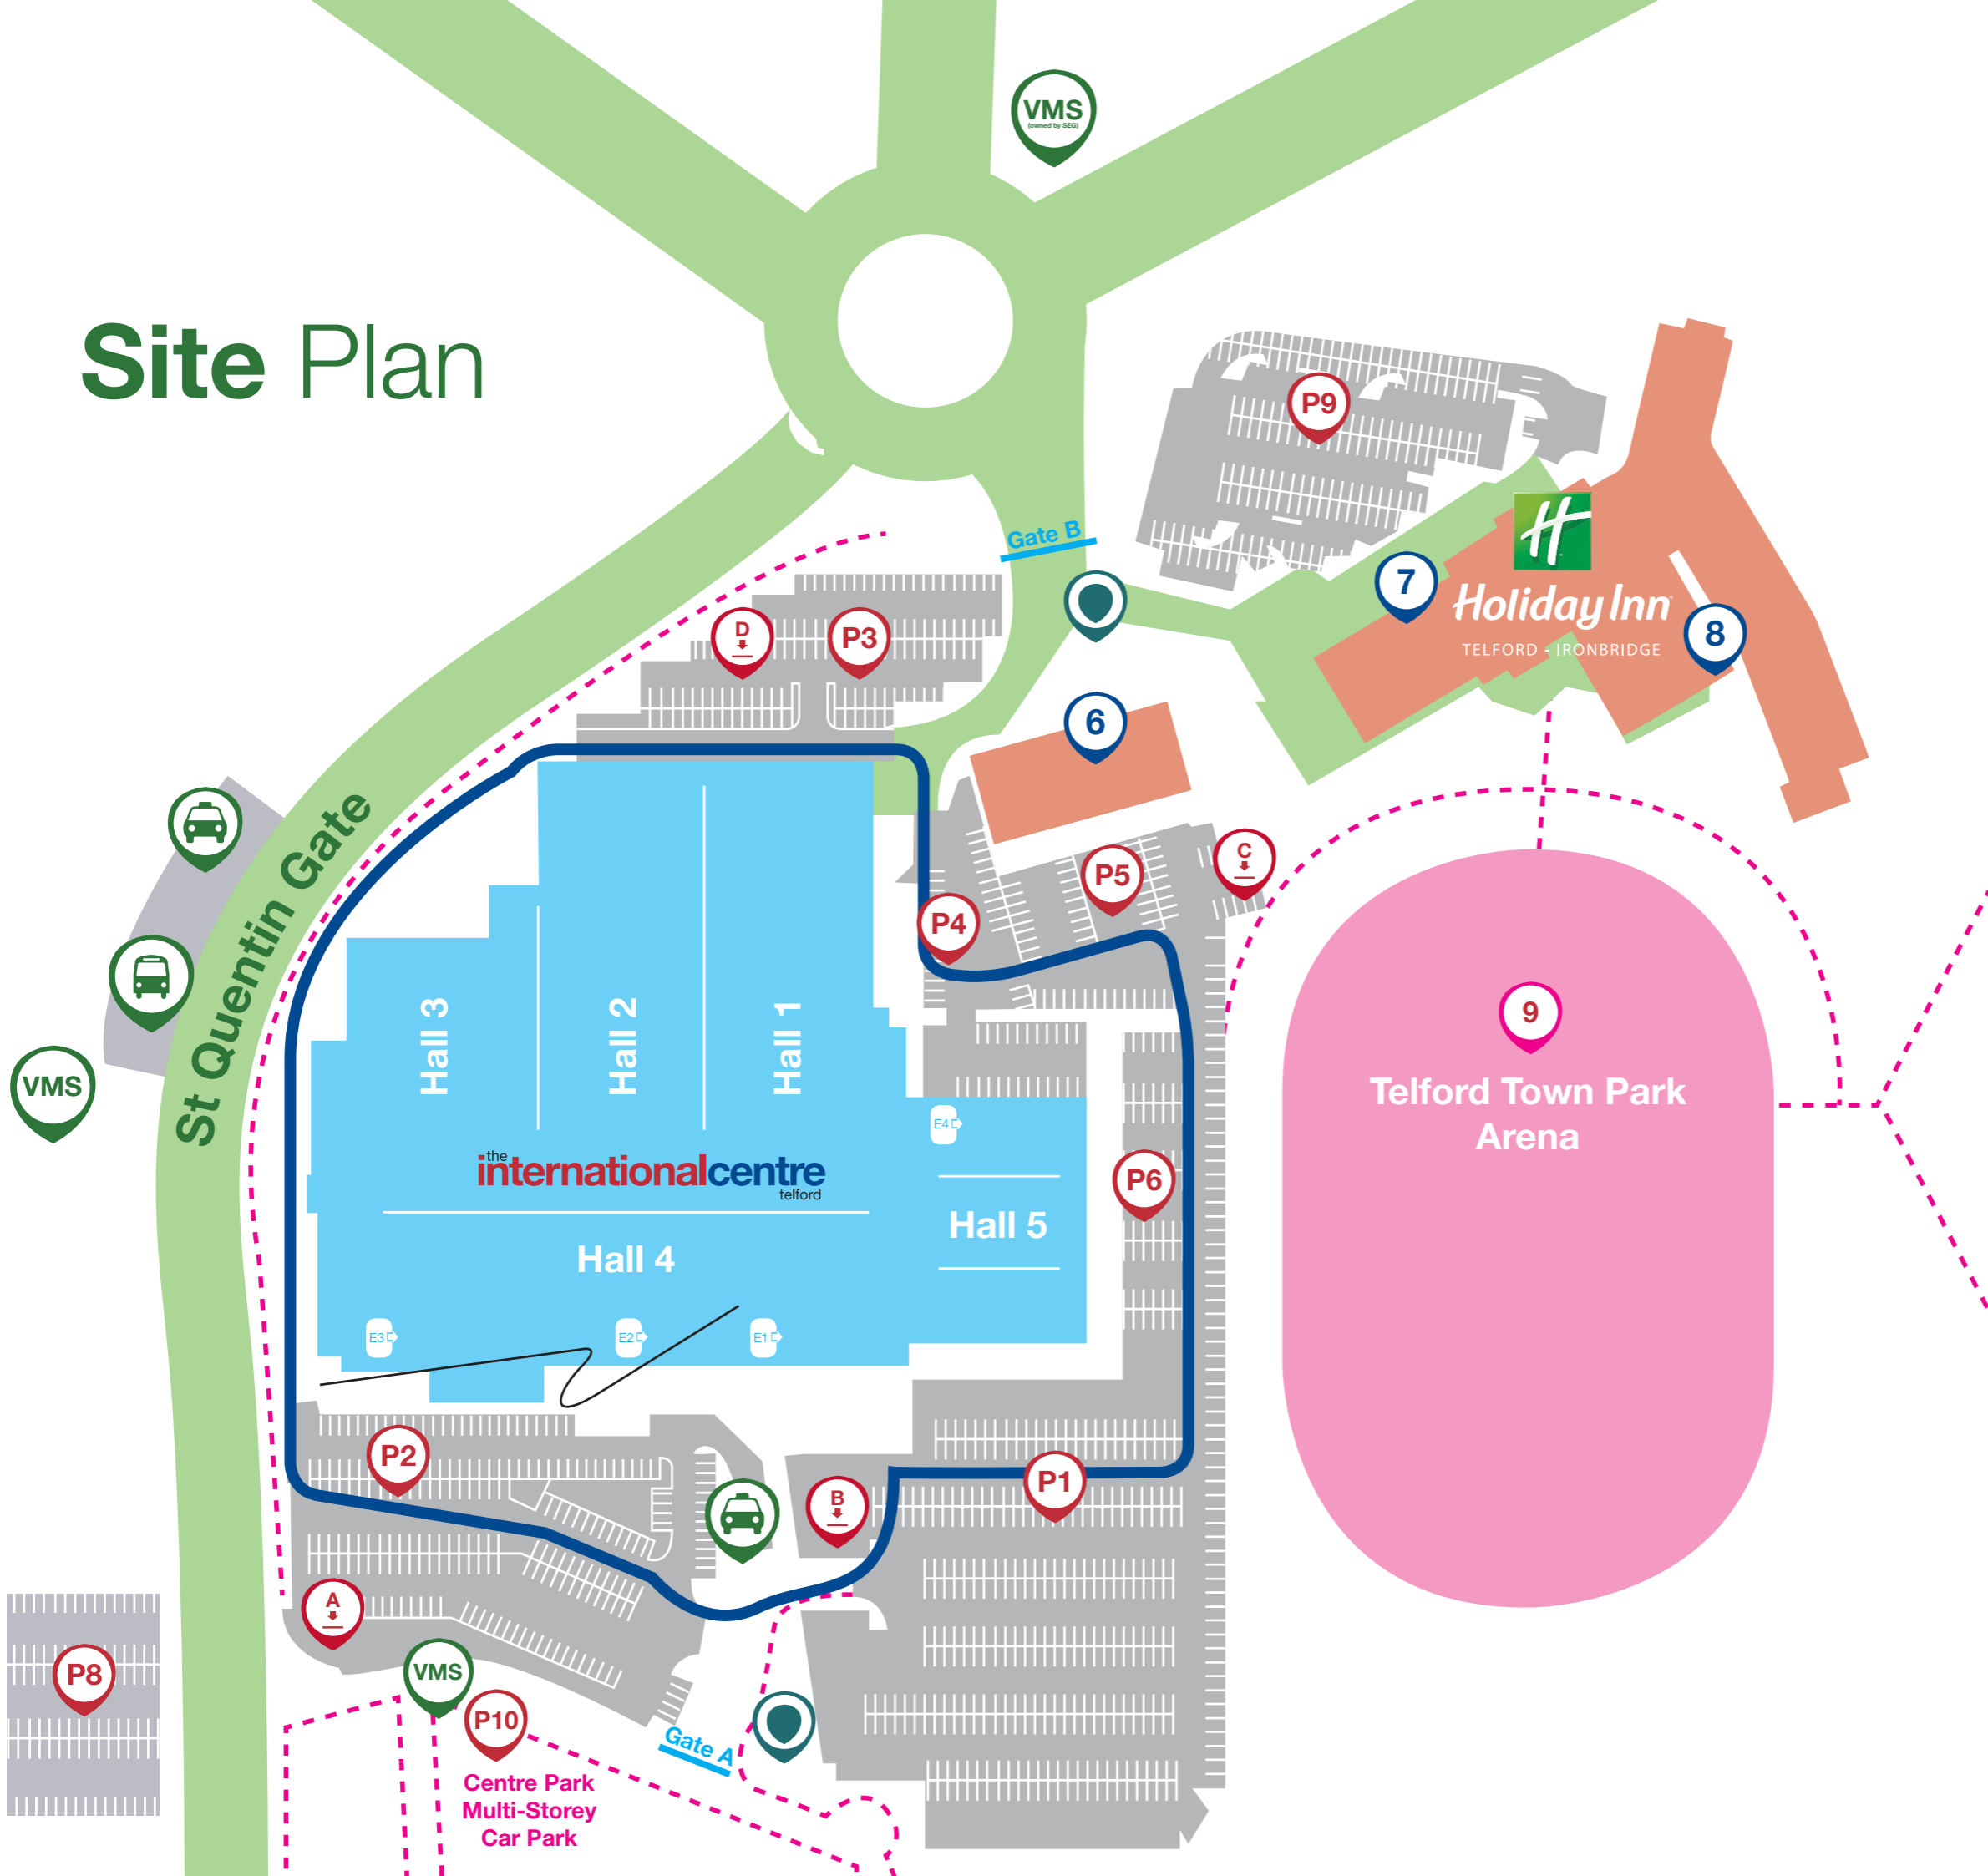 VMS
(owned by SEG)
Site Plan
P9
Gate B
7
Holiday Inn
TELFORD - IRONBRIDGE
8
D
P3
6
St Quentin Gate
C
P5
P4
VMS
Hall 3
Hall 2
Hall 1
9
Telford Town Park
Arena
E4
the
internationalcentre
telford
P6
Hall 5
Hall 4
E3
E2
E1
P2
P1
B
A
P8
VMS
P10
Gate A
Centre Park
Multi-Storey
Car Park